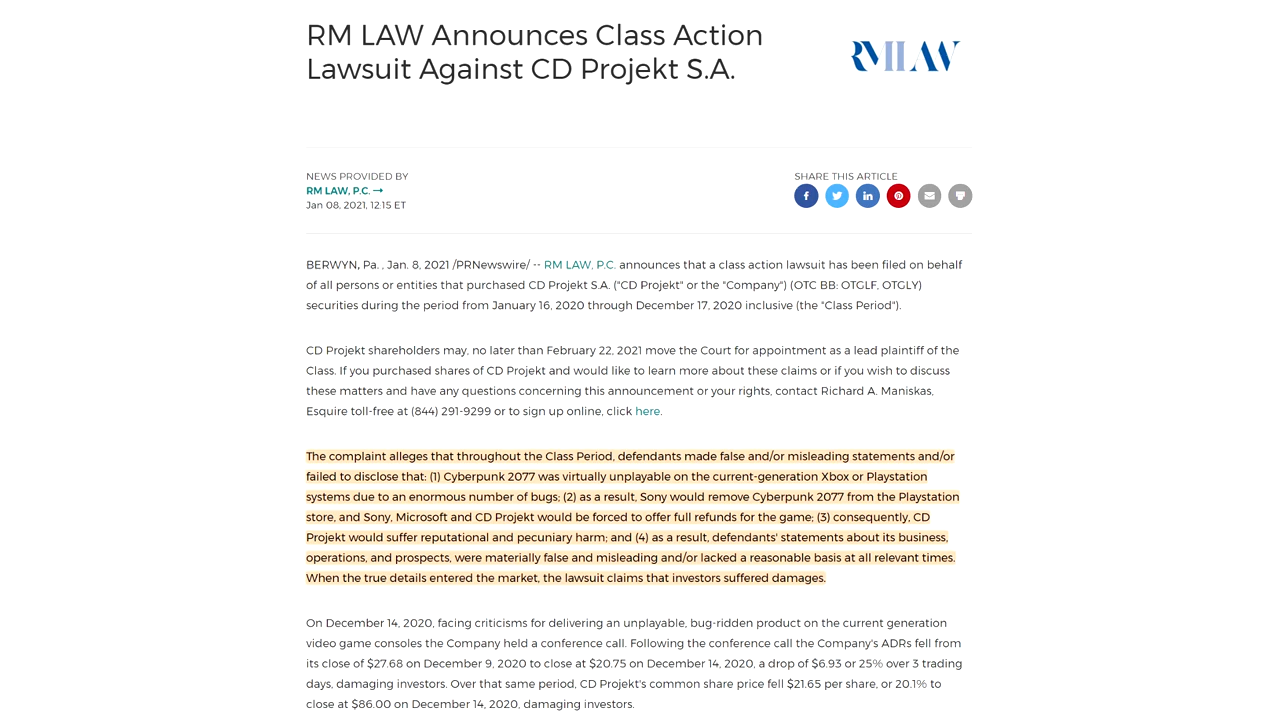 RM LAW Announces Class Action
Lawsuit Against CD Projekt S.A.
RM LAW
NEWS PROVIDED BY
RM LAW, P.C. →
Jan 08, 2021, 12:15 ET
SHARE THIS ARTICLE
BERWYN, Pa. , Jan. 8, 2021 /PRNewswire/ -- RM LAW, P.C. announces that a class action lawsuit has been filed on behalf
of all persons or entities that purchased CD Projekt S.A. ("CD Projekt" or the "Company") (OTC BB: OTGLF, OTGLY)
securities during the period from January 16, 2020 through December 17, 2020 inclusive (the "Class Period").
CD Projekt shareholders may, no later than February 22, 2021 move the Court for appointment as a lead plaintiff of the
Class. If you purchased shares of CD Projekt and would like to learn more about these claims or if you wish to discuss
these matters and have any questions concerning this announcement or your rights, contact Richard A. Maniskas,
Esquire toll-free at (844) 291-9299 or to sign up online, click here.
The complaint alleges that throughout the Class Period, defendants made false and/or misleading statements and/or
failed to disclose that: (1) Cyberpunk 2077 was virtually unplayable on the current-generation Xbox or Playstation
systems due to an enormous number of bugs; (2) as a result, Sony would remove Cyberpunk 2077 from the Playstation
store, and Sony, Microsoft and CD Projekt would be forced to offer full refunds for the game; (3) consequently, CD
Projekt would suffer reputational and pecuniary harm; and (4) as a result, defendants' statements about its business,
operations, and prospects, were materially false and misleading and/or lacked a reasonable basis at all relevant times.
When the true details entered the market, the lawsuit claims that investors suffered damages.
On December 14, 2020, facing criticisms for delivering an unplayable, bug-ridden product on the current generation
video game consoles the Company held a conference call. Following the conference call the Company's ADRs fell from
its close of $27.68 on December 9, 2020 to close at $20.75 on December 14, 2020, a drop of $6.93 or 25% over 3 trading
days, damaging investors. Over that same period, CD Projekt's common share price fell $21.65 per share, or 20.1% to
close at $86.00 on December 14, 2020, damaging investors.